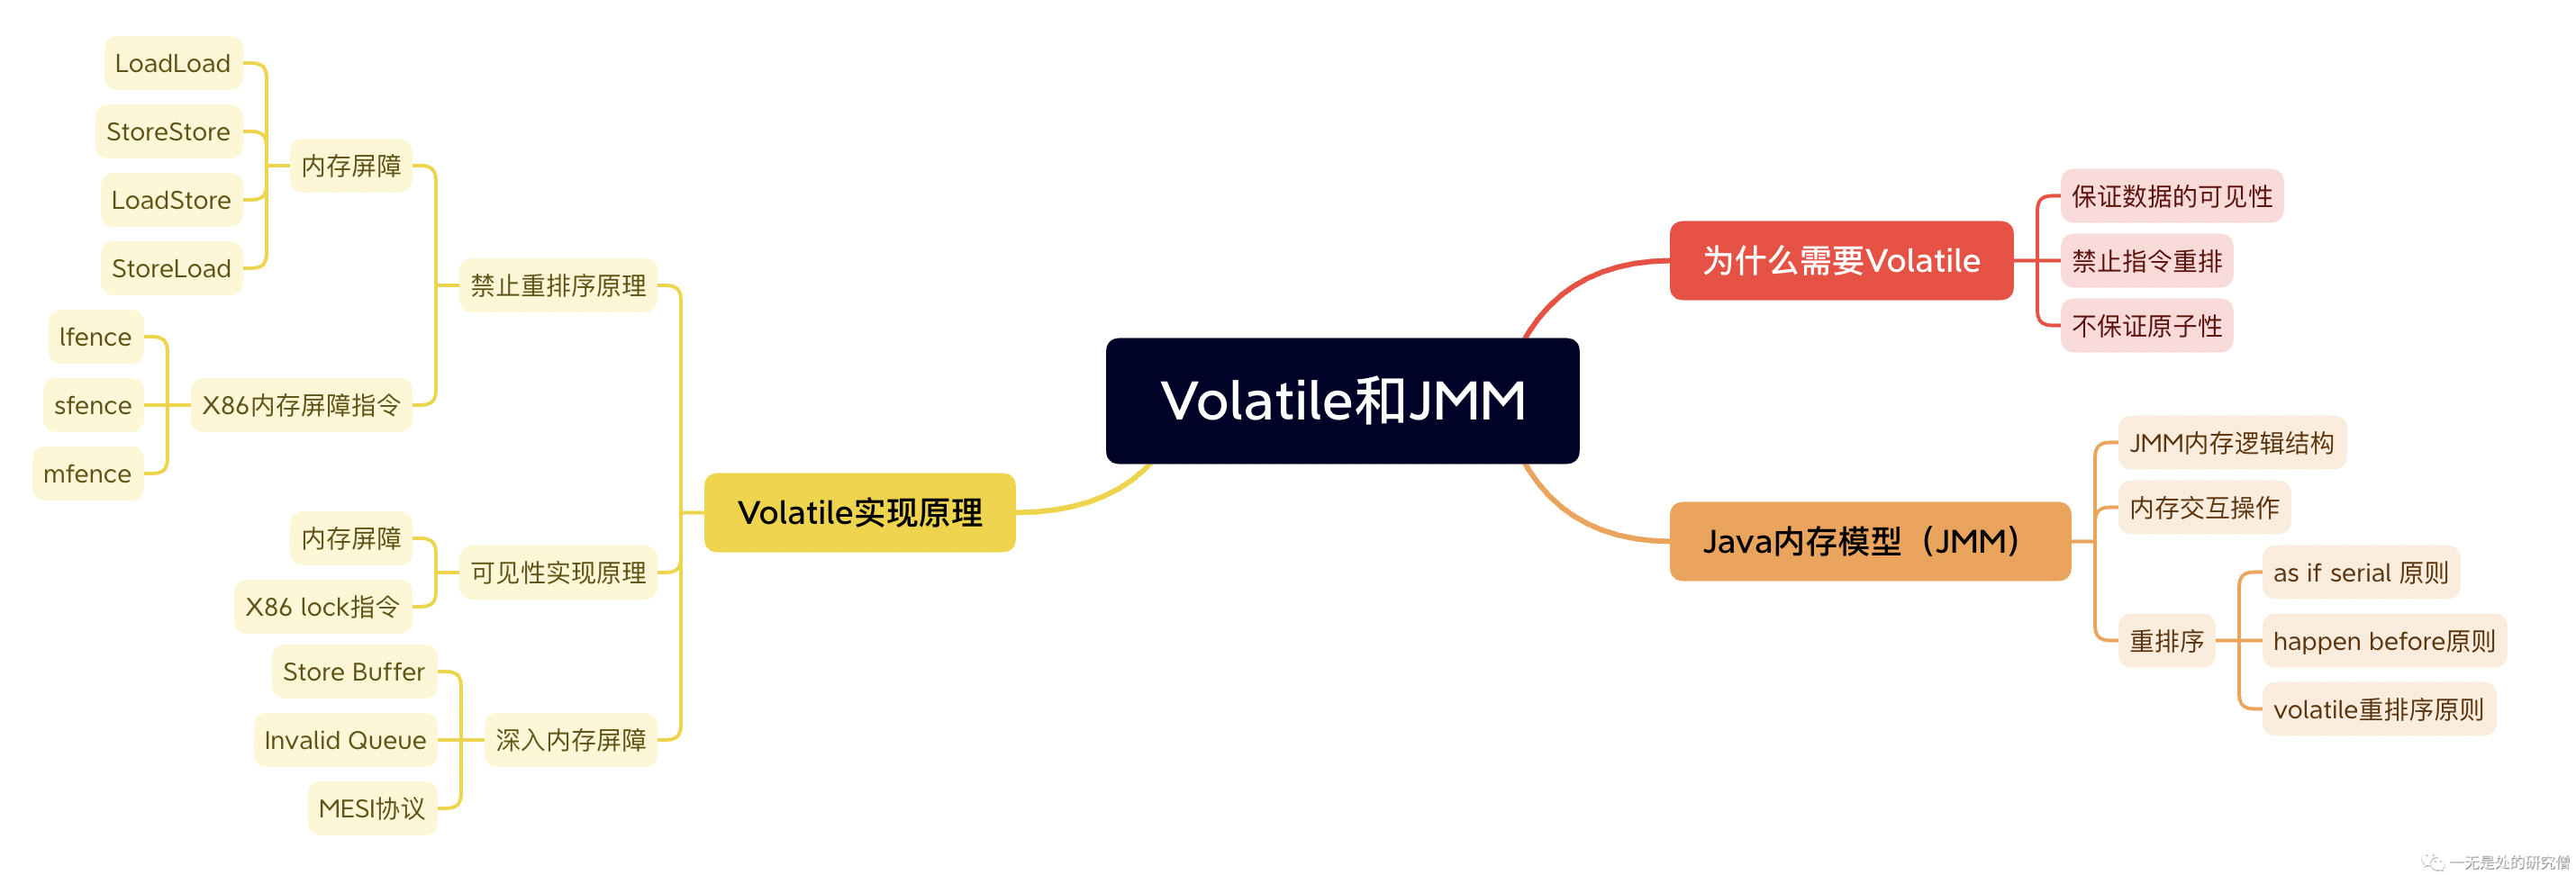 Volatile和JMM
为什么需要Volatile
保证数据的可见性
禁止指令重排
不保证原子性
Java内存模型（JMM）
JMM内存逻辑结构
内存交互操作
重排序
as if serial 原则
happen before原则
volatile重排序原则
Volatile实现原理
禁止重排序原理
内存屏障
LoadLoad
StoreStore
LoadStore
StoreLoad
X86内存屏障指令
lfence
sfence
mfence
可见性实现原理
内存屏障
X86 lock指令
深入内存屏障
Store Buffer
Invalid Queue
MESI协议
一无是处的研究僧